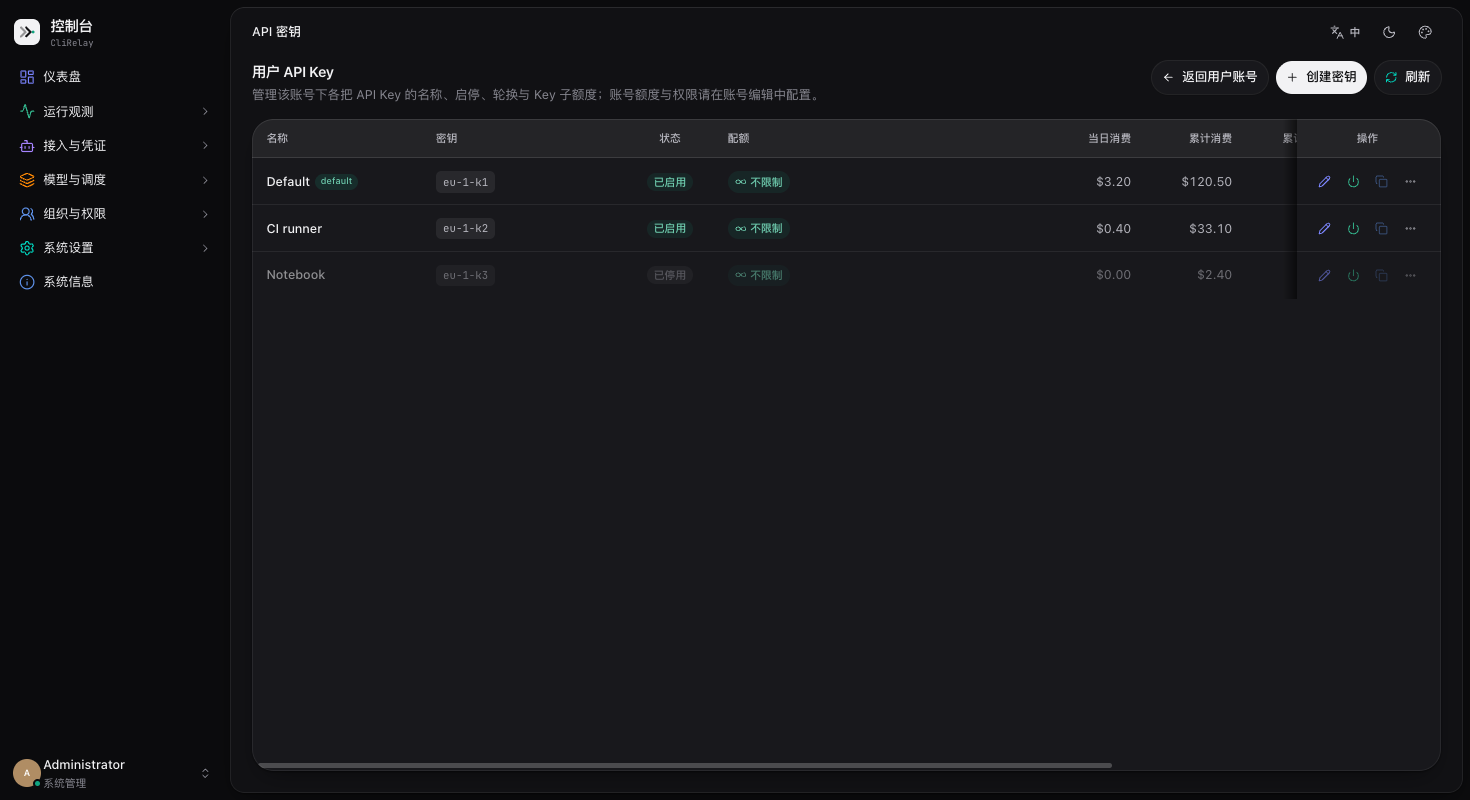 控制台
CliRelay
仪表盘
运行观测
接入与凭证
模型与调度
组织与权限
系统设置
系统信息
A
Administrator
系统管理
API 密钥
中
用户 API Key
管理该账号下各把 API Key 的名称、启停、轮换与 Key 子额度；账号额度与权限请在账号编辑中配置。
返回用户账号
创建密钥
刷新
名称 密钥 状态 配额 当日消费 累计消费 累 操作
Default default eu-1-k1 已启用 不限制 $3.20 $120.50
CI runner eu-1-k2 已启用 不限制 $0.40 $33.10
Notebook eu-1-k3 已停用 不限制 $0.00 $2.40